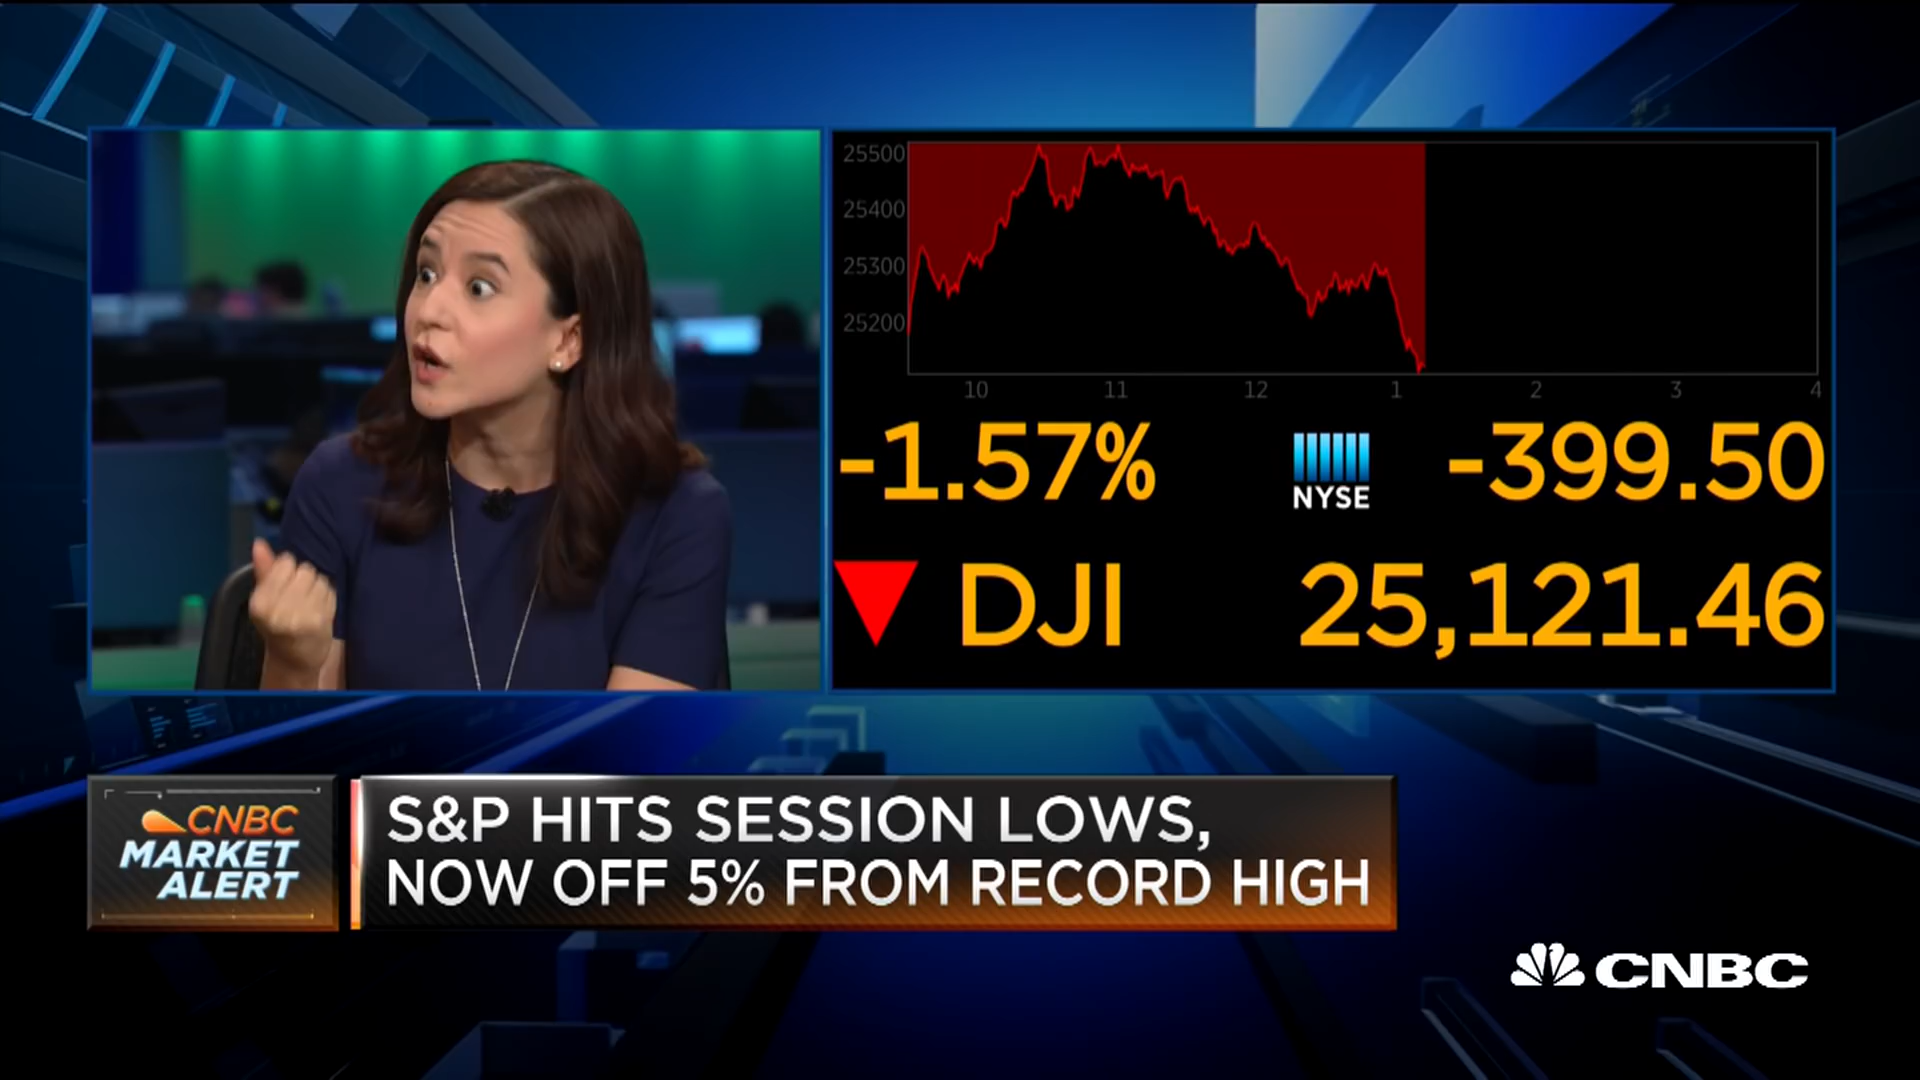 25500
25400
25300
25200
10 11 12 1 2 3 4
-1.57% NYSE -399.50
DJI 25,121.46
CNBC
MARKET
ALERT
S&P HITS SESSION LOWS,
NOW OFF 5% FROM RECORD HIGH
CNBC